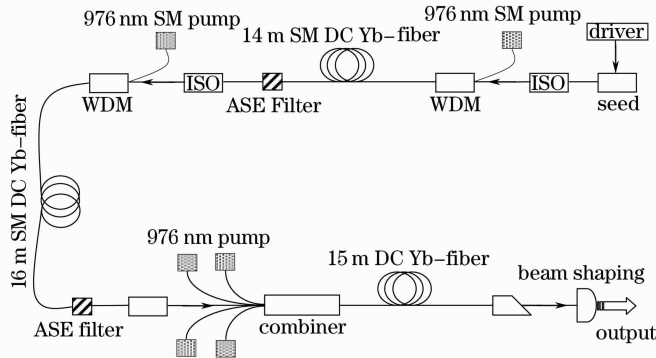 976 nm SM pump
14 m SM DC Yb-fiber
976 nm SM pump
driver
WDM
ISO
ASE Filter
WDM
ISO
seed
16 m SM DC Yb-fiber
976 nm pump
15 m DC Yb-fiber
beam shaping
ASE filter
combiner
output